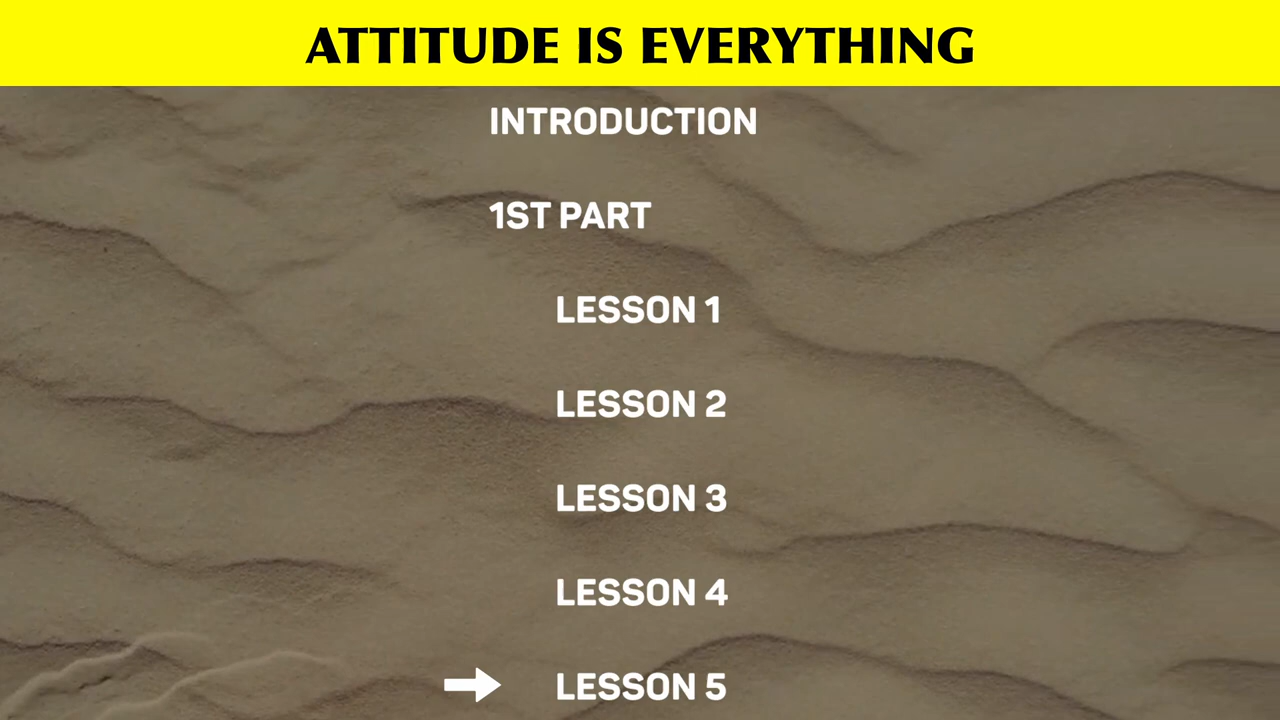 ATTITUDE IS EVERYTHING
INTRODUCTION
1ST PART
LESSON 1
LESSON 2
LESSON 3
LESSON 4
LESSON 5